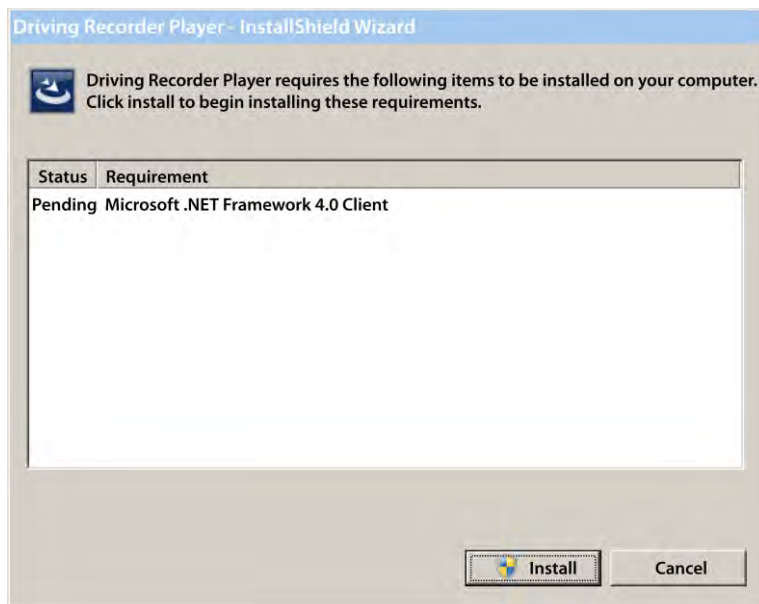 Driving Recorder Player - InstallShield Wizard
Driving Recorder Player requires the following items to be installed on your computer.
Click install to begin installing these requirements.
Status Requirement
Pending Microsoft .NET Framework 4.0 Client
Install Cancel